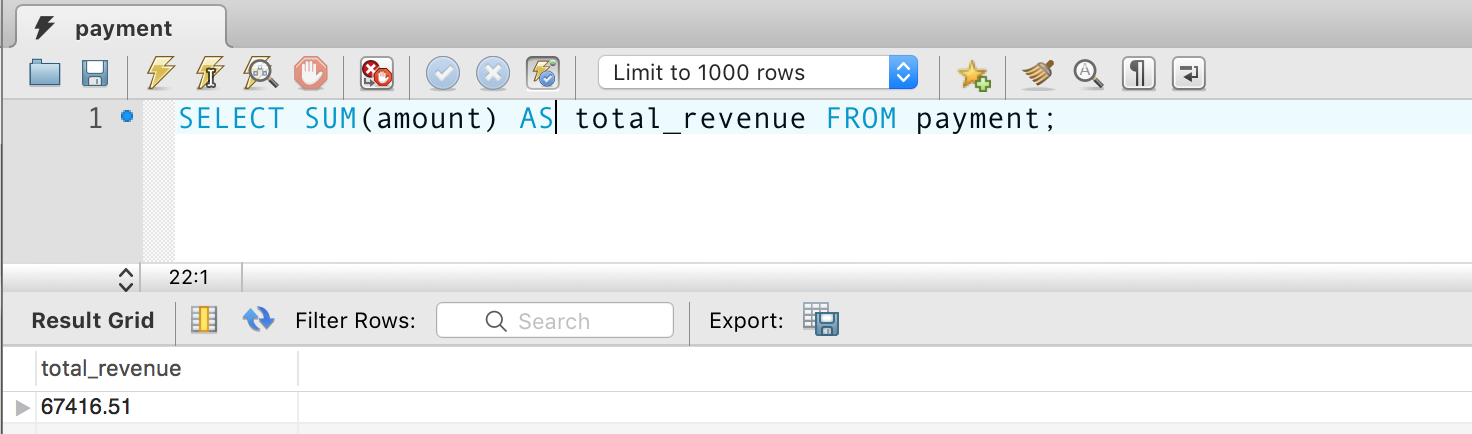 payment
Limit to 1000 rows
1 SELECT SUM(amount) AS total_revenue FROM payment;
22:1
Result Grid Filter Rows: Search Export:
total_revenue
67416.51